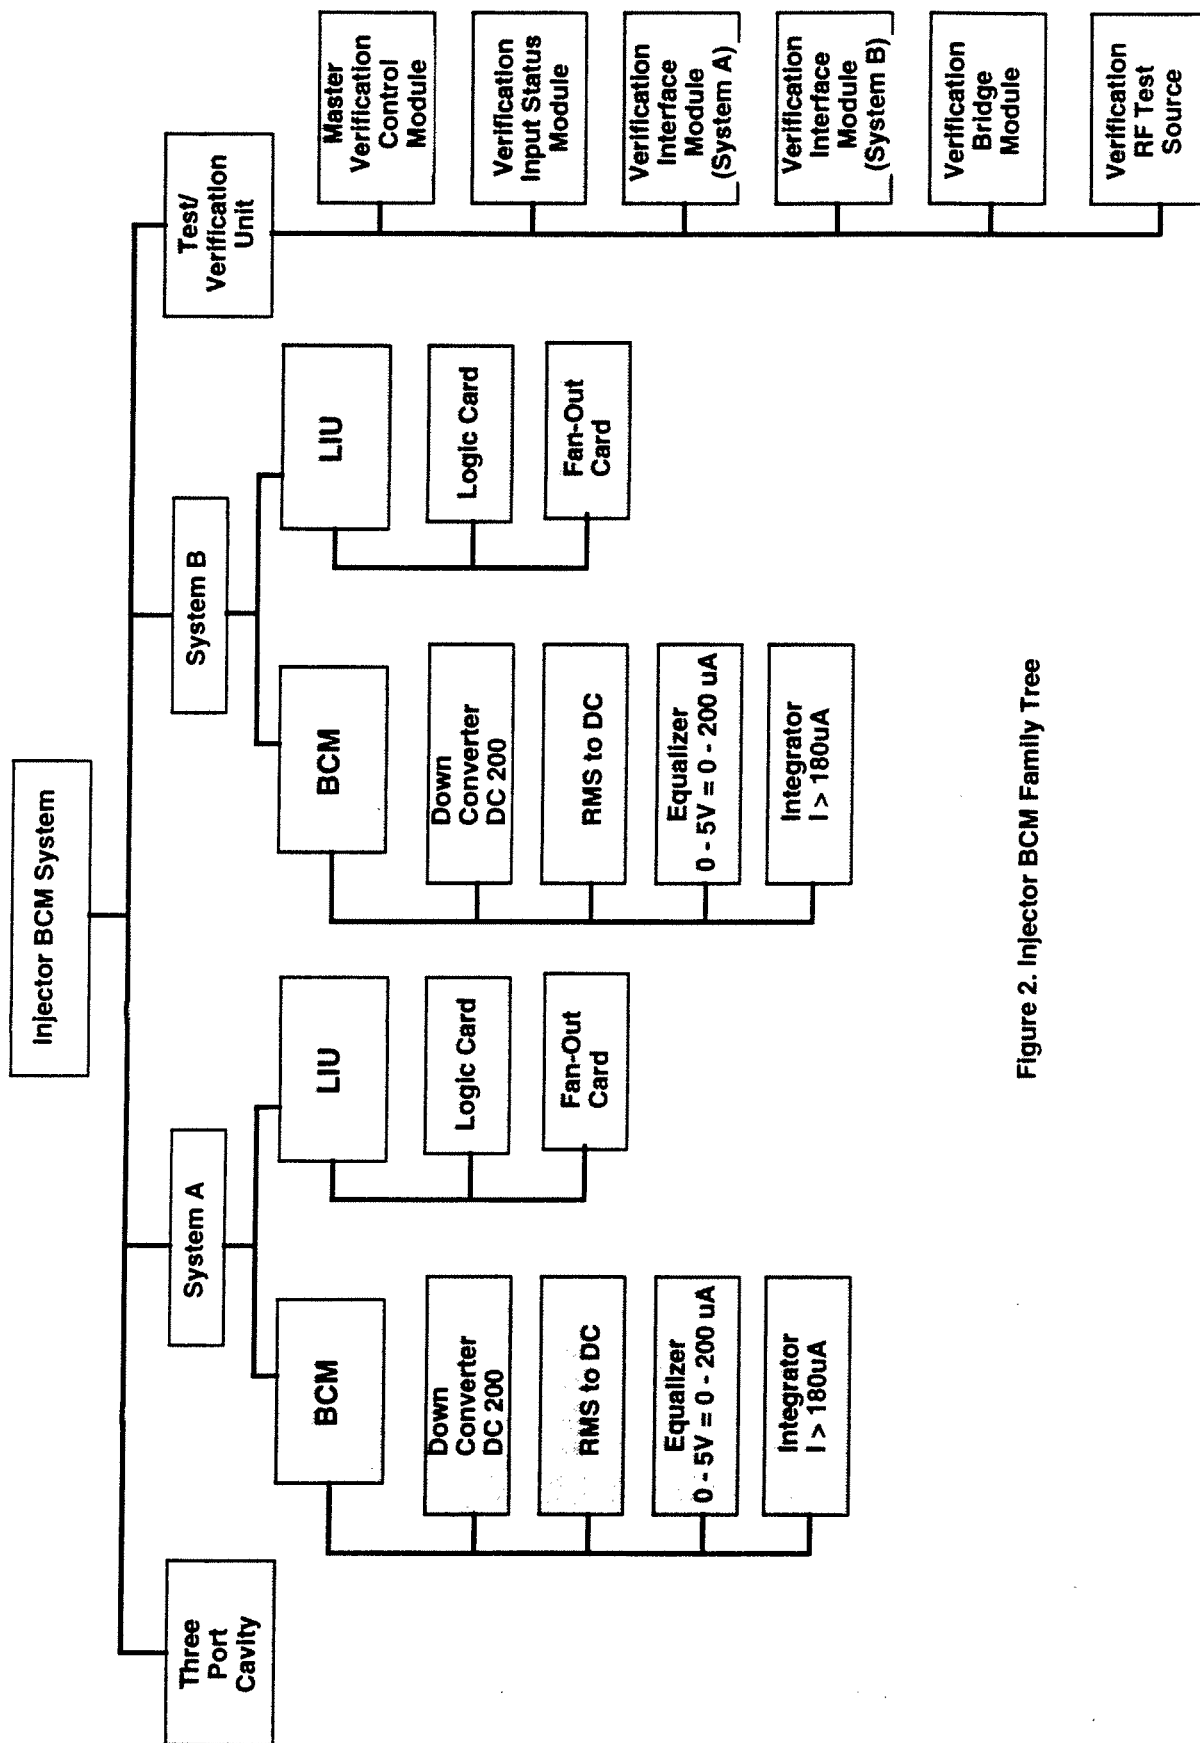 Injector BCM System
Three
Port
Cavity
System A
System B
Test/
Verification
Unit
BCM
Down
Converter
DC 200
RMS to DC
Equalizer
0 - 5V = 0 - 200 uA
Integrator
I > 180uA
LIU
Logic Card
Fan-Out
Card
BCM
Down
Converter
DC 200
RMS to DC
Equalizer
0 - 5V = 0 - 200 uA
Integrator
I > 180uA
LIU
Logic Card
Fan-Out
Card
Master
Verification
Control
Module
Verification
Input Status
Module
Verification
Interface
Module
(System A)
Verification
Interface
Module
(System B)
Verification
Bridge
Module
Verification
RF Test
Source
Figure 2. Injector BCM Family Tree